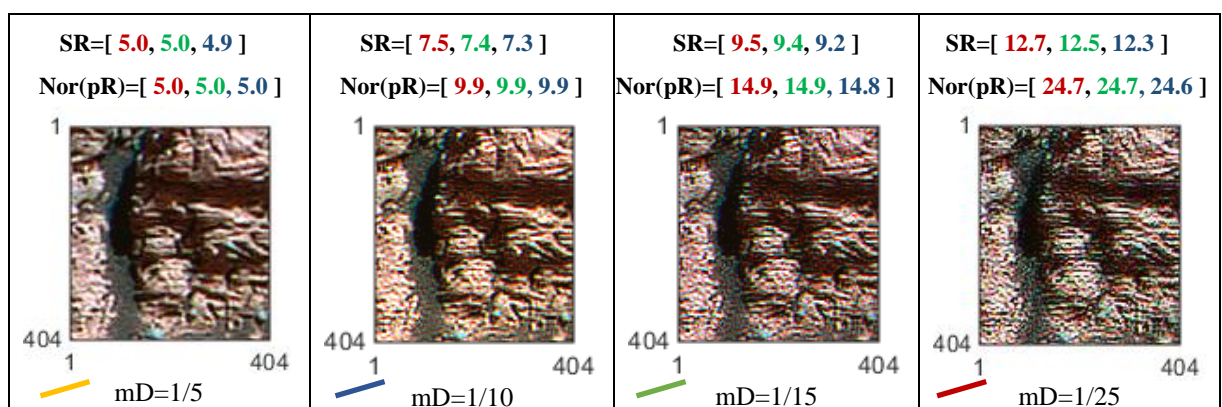 SR=[ 5.0, 5.0, 4.9 ]
Nor(pR)=[ 5.0, 5.0, 5.0 ]
1
404
1
404
mD=1/5
SR=[ 7.5, 7.4, 7.3 ]
Nor(pR)=[ 9.9, 9.9, 9.9 ]
1
404
1
404
mD=1/10
SR=[ 9.5, 9.4, 9.2 ]
Nor(pR)=[ 14.9, 14.9, 14.8 ]
1
404
1
404
mD=1/15
SR=[ 12.7, 12.5, 12.3 ]
Nor(pR)=[ 24.7, 24.7, 24.6 ]
1
404
1
404
mD=1/25